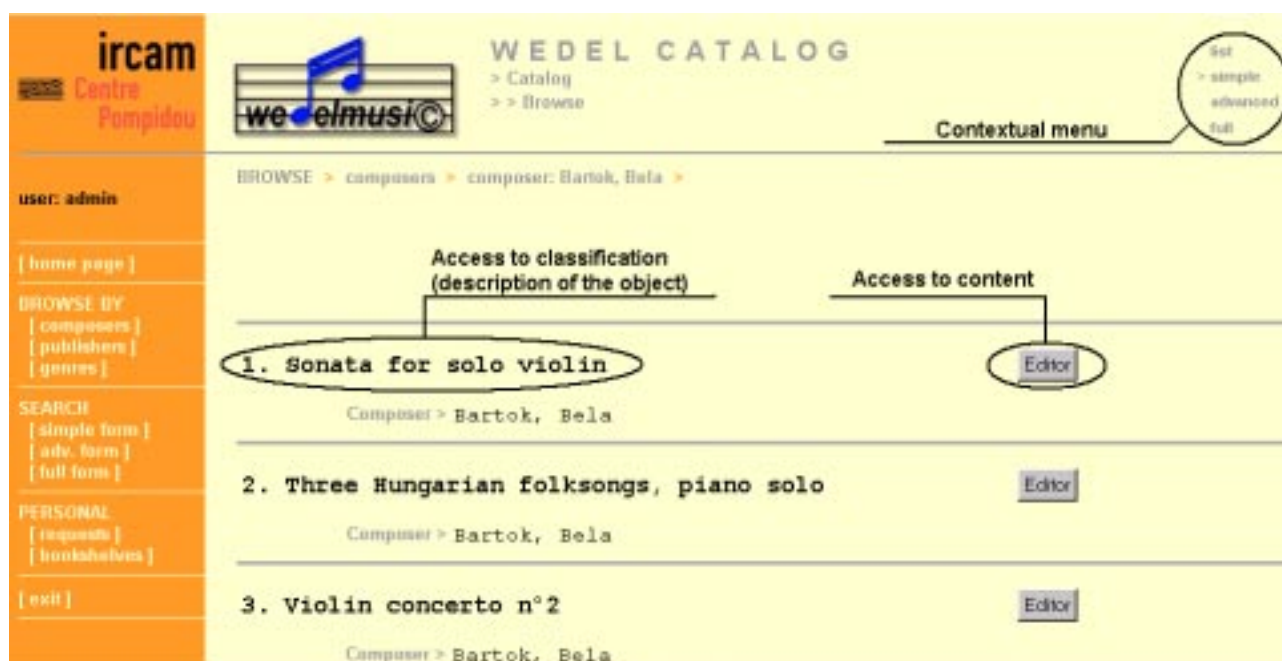 ircam
Centre
Pompidou
wedelmusic©
WEDEL CATALOG
> Catalog
> > Browse
list
> simple
advanced
full
Contextual menu
user: admin
BROWSE > composers > composer: Bartok, Bela >
[ home page ]
BROWSE BY
[ composers ]
[ publishers ]
[ genres ]
SEARCH
[ simple form ]
[ adv. form ]
[ full form ]
PERSONAL
[ requests ]
[ bookshelves ]
[ exit ]
Access to classification
(description of the object)
Access to content
1. Sonata for solo violin
Editor
Composer > Bartok, Bela
2. Three Hungarian folksongs, piano solo
Editor
Composer > Bartok, Bela
3. Violin concerto n°2
Editor
Composer > Bartok, Bela